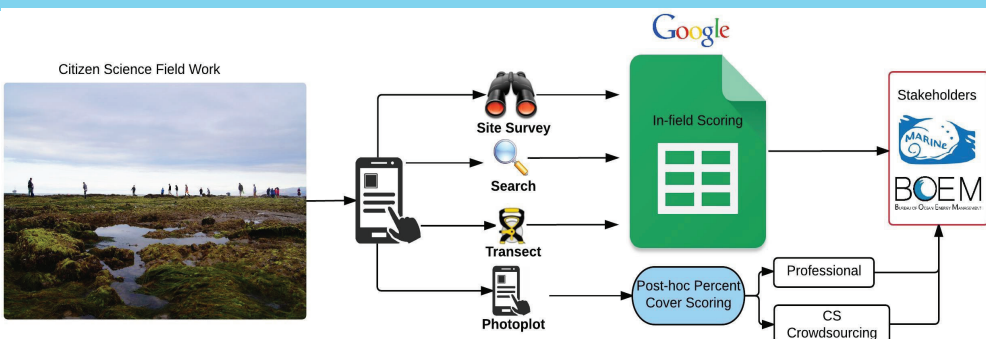 Google
Citizen Science Field Work
Site Survey
Search
Transect
Photoplot
In-field Scoring
Post-hoc Percent
Cover Scoring
Professional
CS
Crowdsourcing
Stakeholders
MARINe
BOEM
BUREAU OF OCEAN ENERGY MANAGEMENT